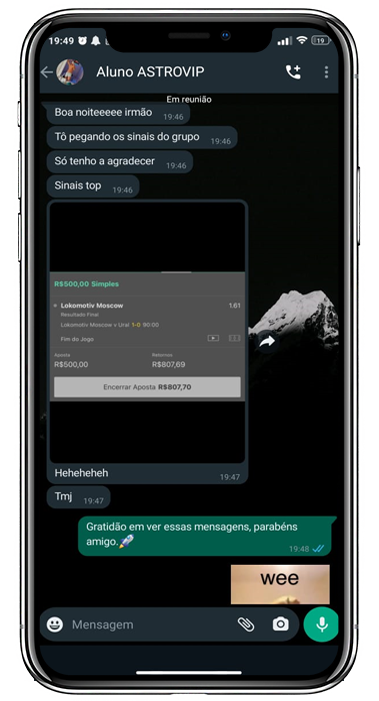 19:49
19
Aluno ASTROVIP
Em reunião
Boa noiteeeee irmão 19:46
Tô pegando os sinais do grupo 19:46
Só tenho a agradecer 19:46
Sinais top 19:46
R$500,00 Simples
Lokomotiv Moscow 1.61
Resultado Final
Lokomotiv Moscow v Ural 1-0 90:00
Fim do Jogo
Aposta Retornos
R$500,00 R$807,69
Encerrar Aposta R$807,70
Heheheheh 19:47
Tmj 19:47
Gratidão em ver essas mensagens, parabéns
amigo. 19:48
wee
Mensagem